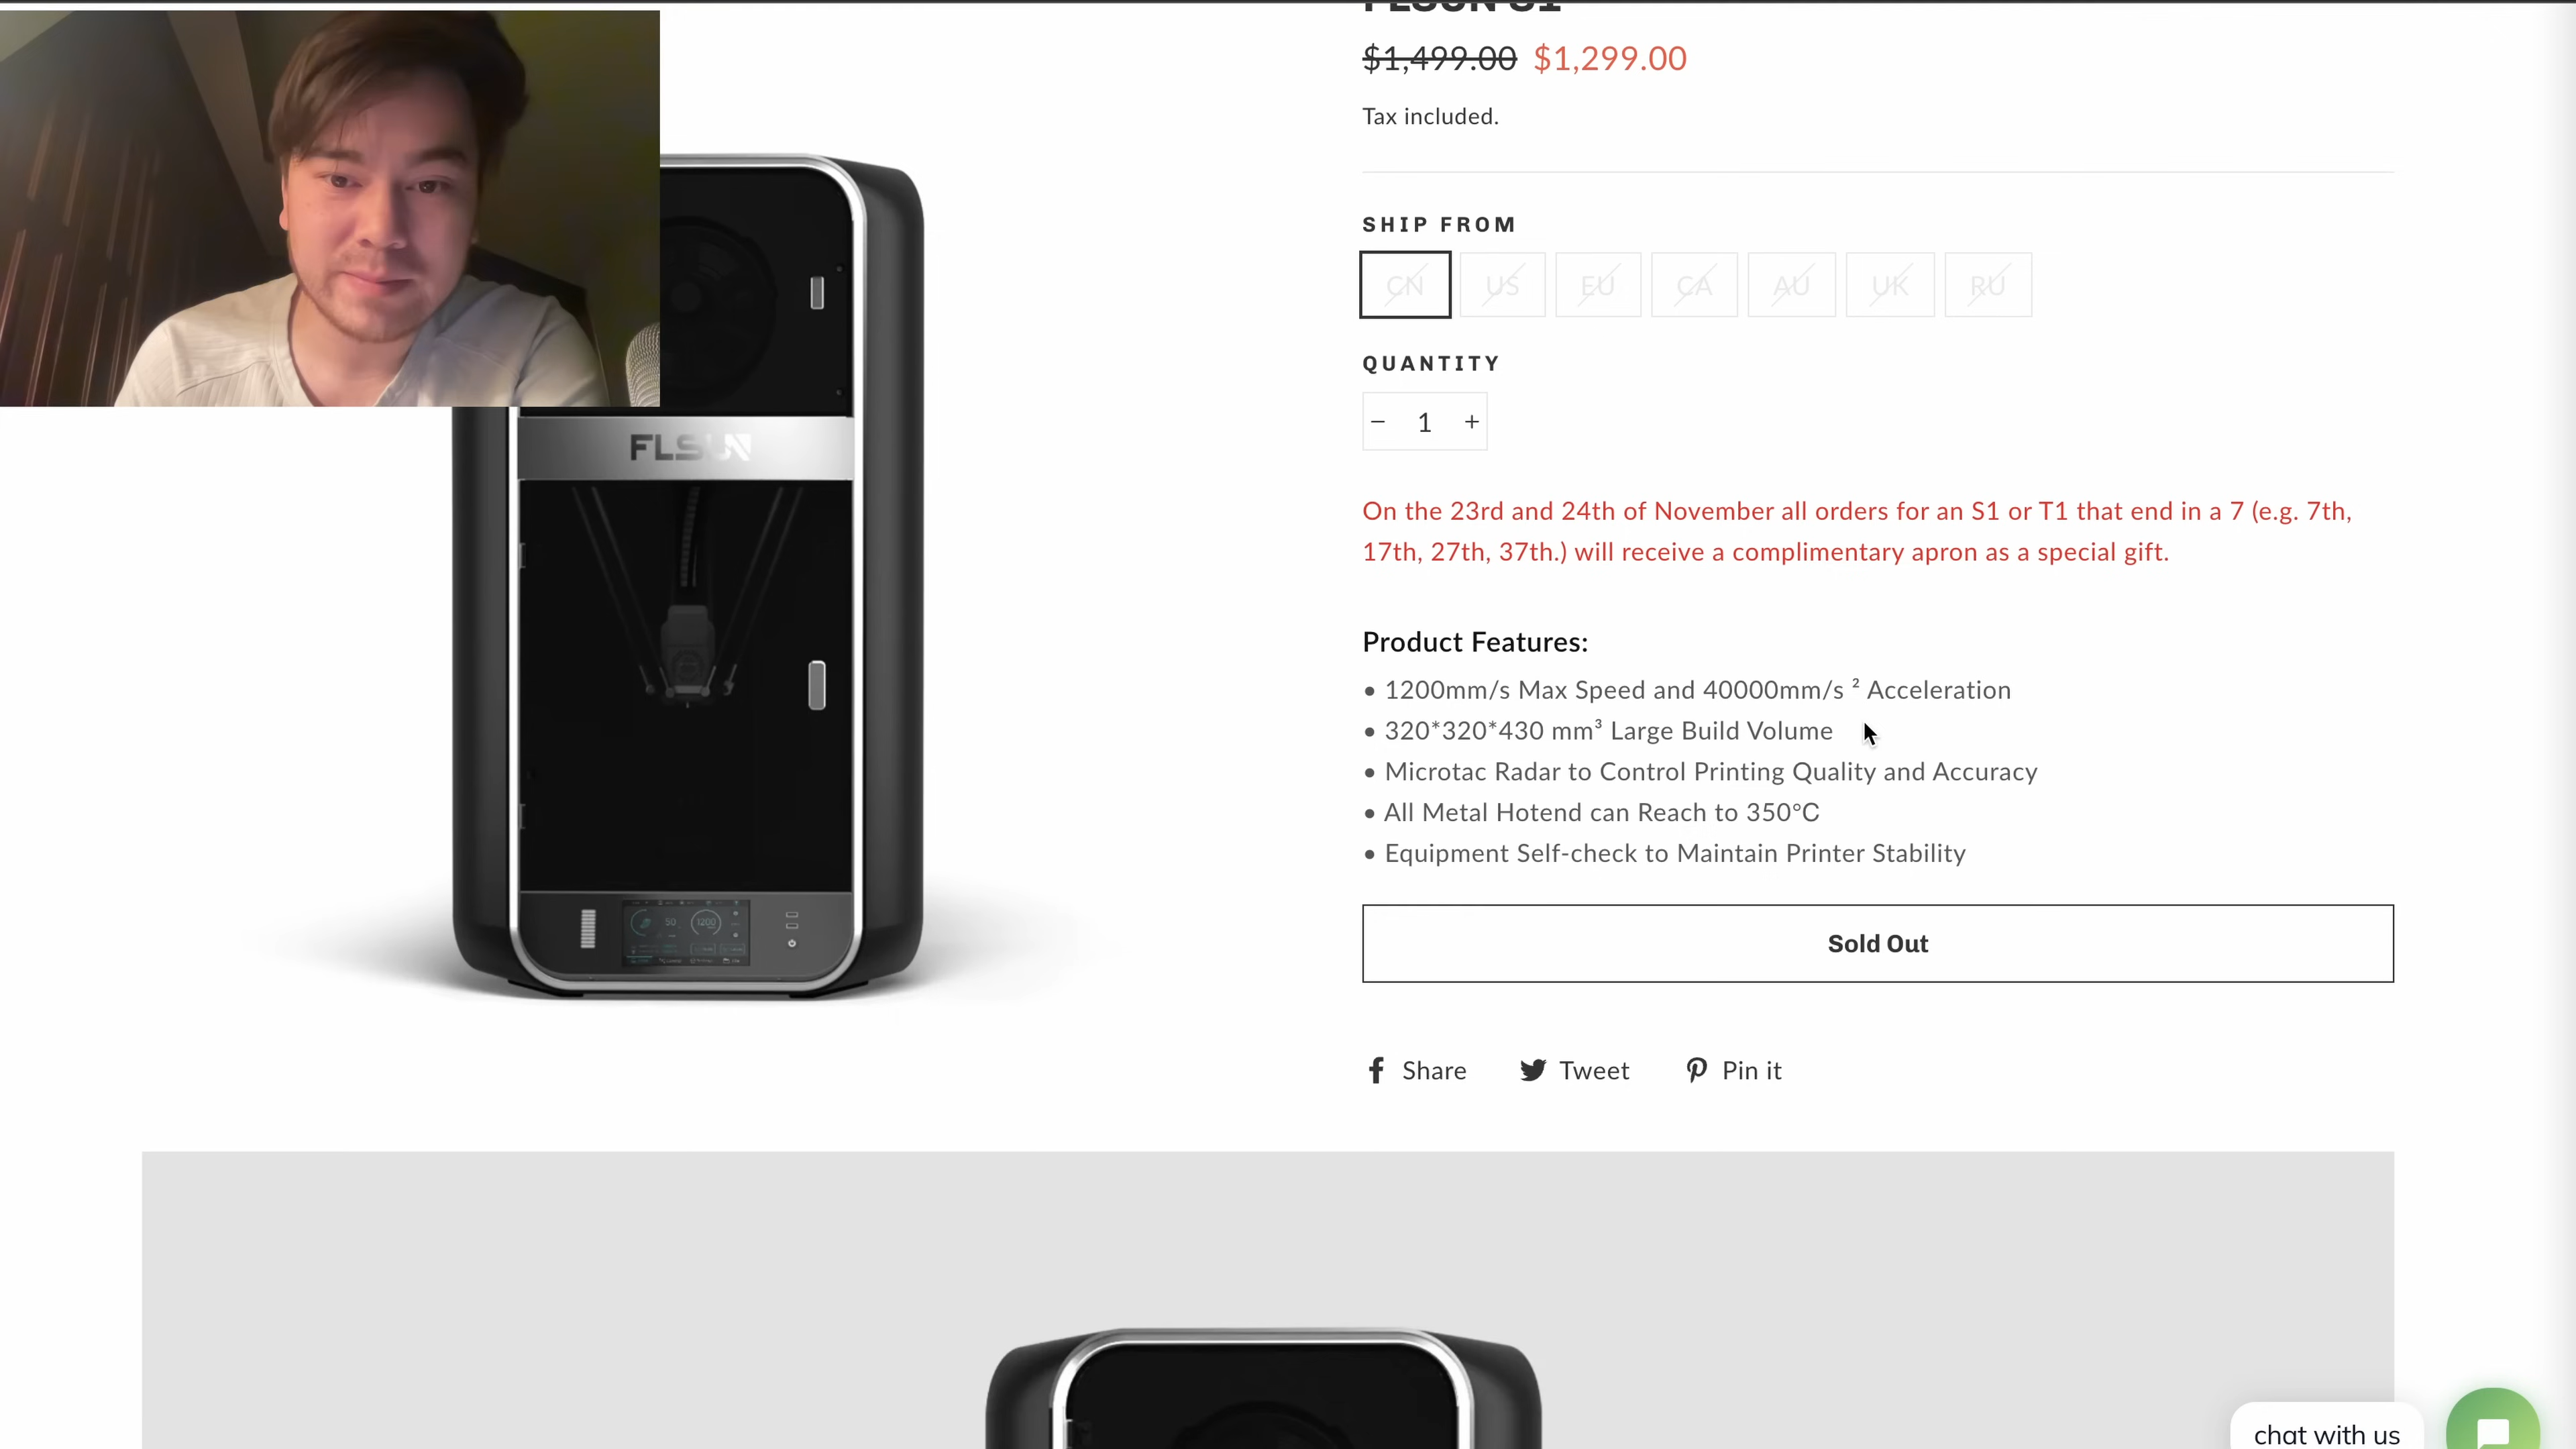 FLSUN S1
$1,499.00 $1,299.00
Tax included.
SHIP FROM
CN US EU CA AU UK RU
QUANTITY
− 1 +
On the 23rd and 24th of November all orders for an S1 or T1 that end in a 7 (e.g. 7th,
17th, 27th, 37th.) will receive a complimentary apron as a special gift.
Product Features:
• 1200mm/s Max Speed and 40000mm/s ² Acceleration
• 320*320*430 mm³ Large Build Volume
• Microtac Radar to Control Printing Quality and Accuracy
• All Metal Hotend can Reach to 350°C
• Equipment Self-check to Maintain Printer Stability
Sold Out
Share Tweet Pin it
FLSUN
50 1200
chat with us